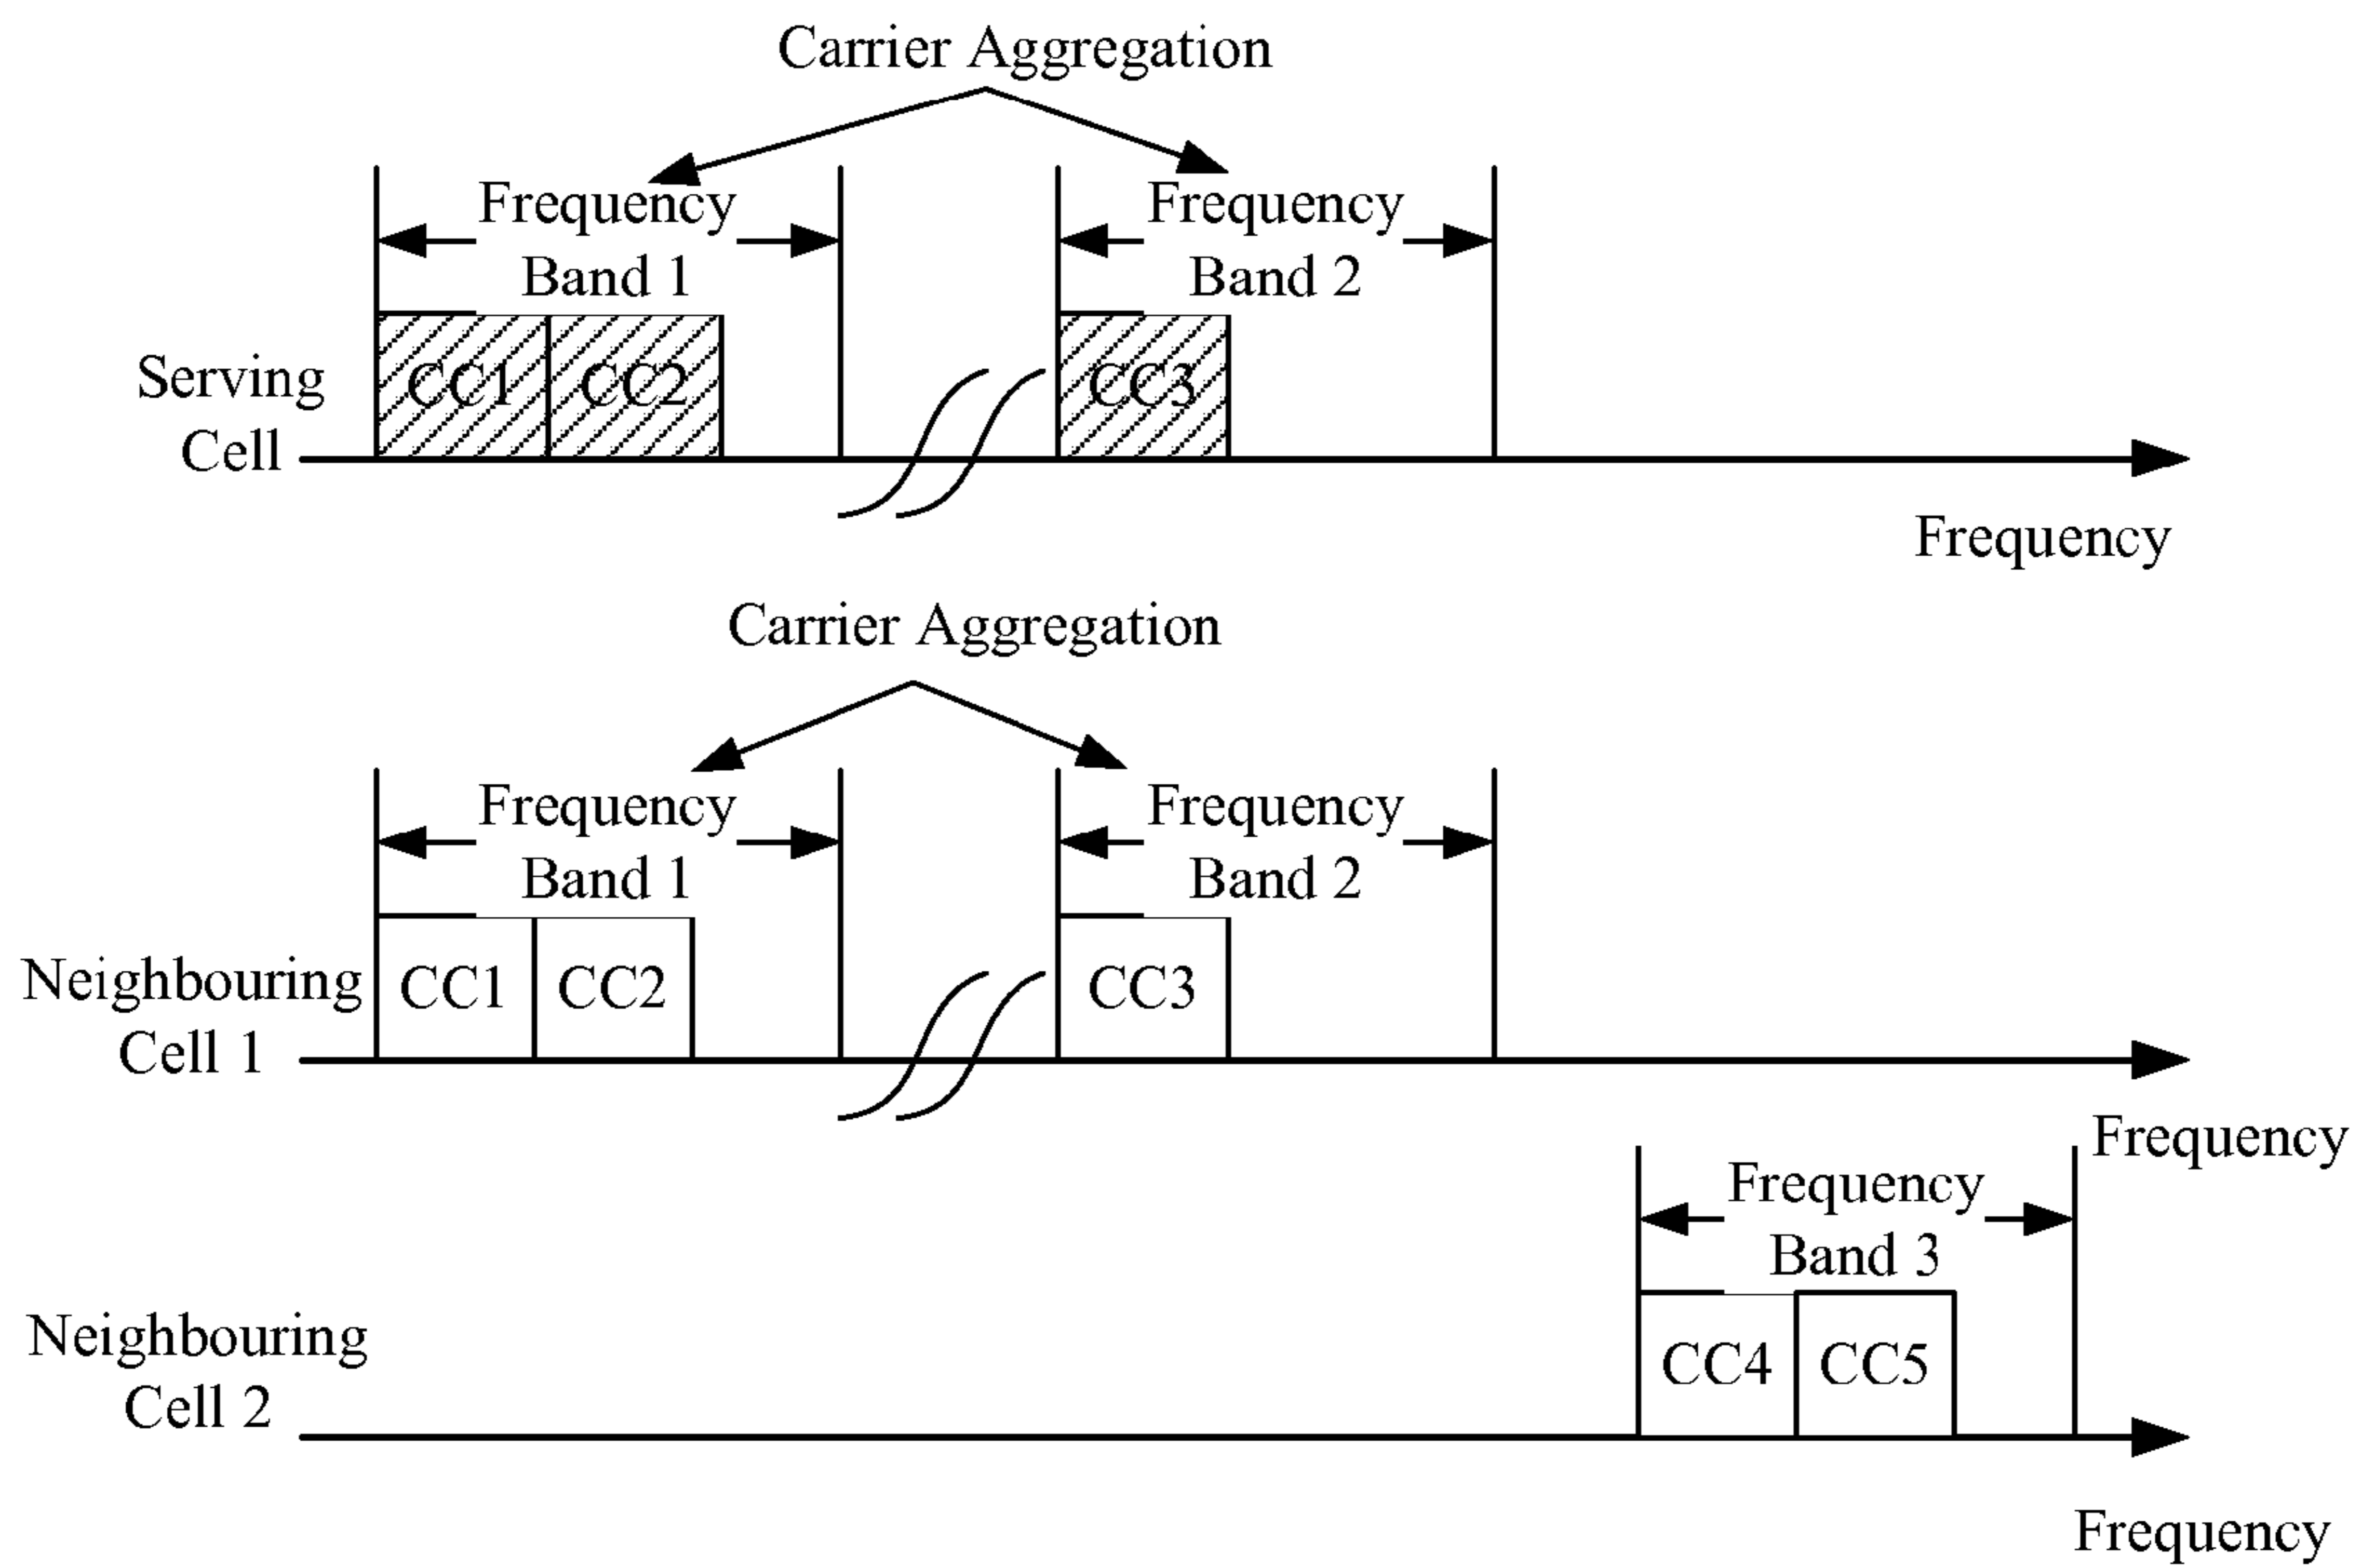 Carrier Aggregation
Frequency
Band 1
Frequency
Band 2
CC1
CC2
CC3
Serving
Cell
Frequency
Carrier Aggregation
Frequency
Band 1
Frequency
Band 2
Neighbouring
Cell 1
CC1
CC2
CC3
Frequency
Frequency
Band 3
Neighbouring
Cell 2
CC4
CC5
Frequency